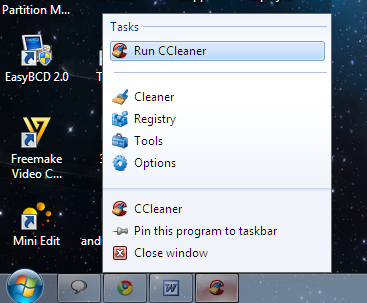 Partition M...
EasyBCD 2.0
T
Freemake
Video C...
3
Mini Edit
and
Tasks
Run CCleaner
Cleaner
Registry
Tools
Options
CCleaner
Pin this program to taskbar
Close window
W